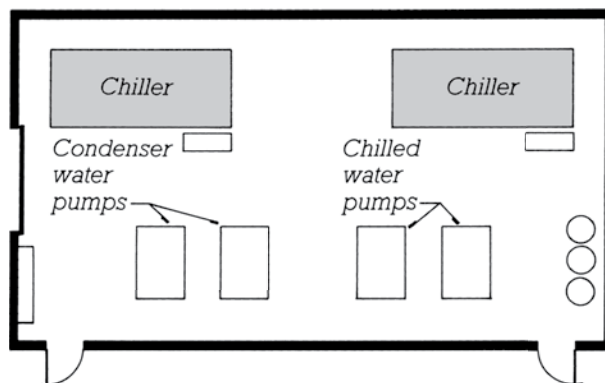 Chiller
Chiller
Condenser
water
pumps
Chilled
water
pumps